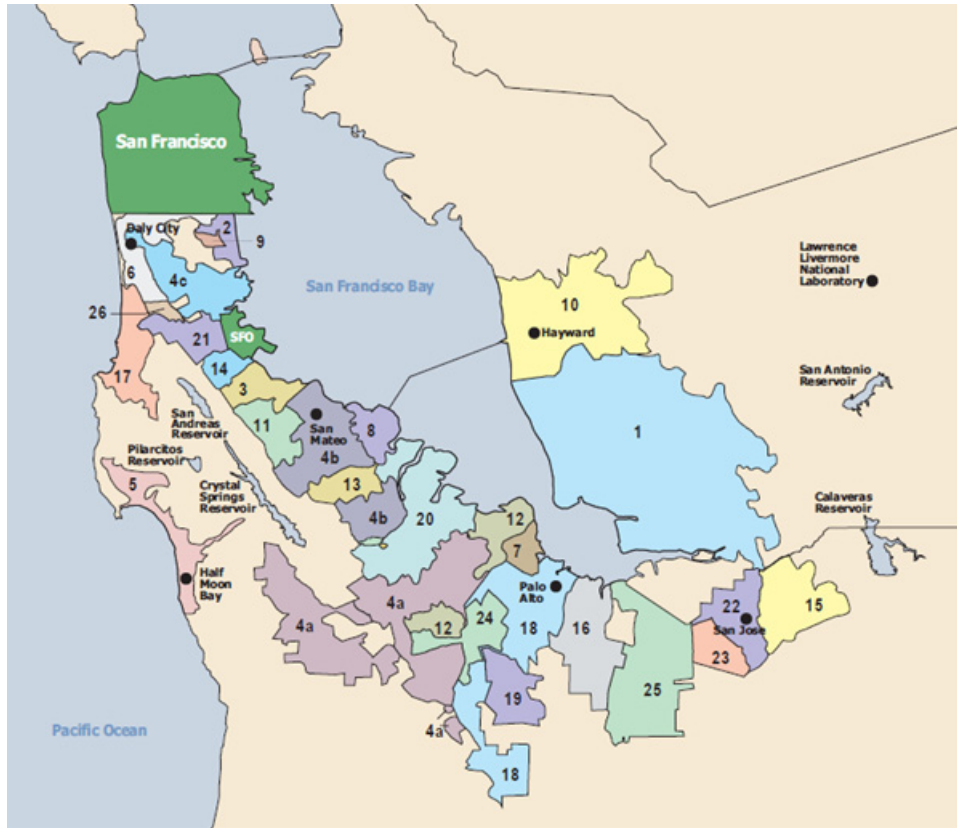 San Francisco
Daly City
2
9
6
4c
San Francisco Bay
Lawrence
Livermore
National
Laboratory
10
Hayward
26
21
SFO
14
17
3
San Antonio
Reservoir
San
Andreas
Reservoir
11
San
Mateo
8
4b
1
Pilarcitos
Reservoir
5
Crystal
Springs
Reservoir
13
4b
20
12
7
Calaveras
Reservoir
Half
Moon
Bay
Palo
Alto
4a
4a
12
24
18
16
22
San Jose
15
23
19
25
4a
Pacific Ocean
18